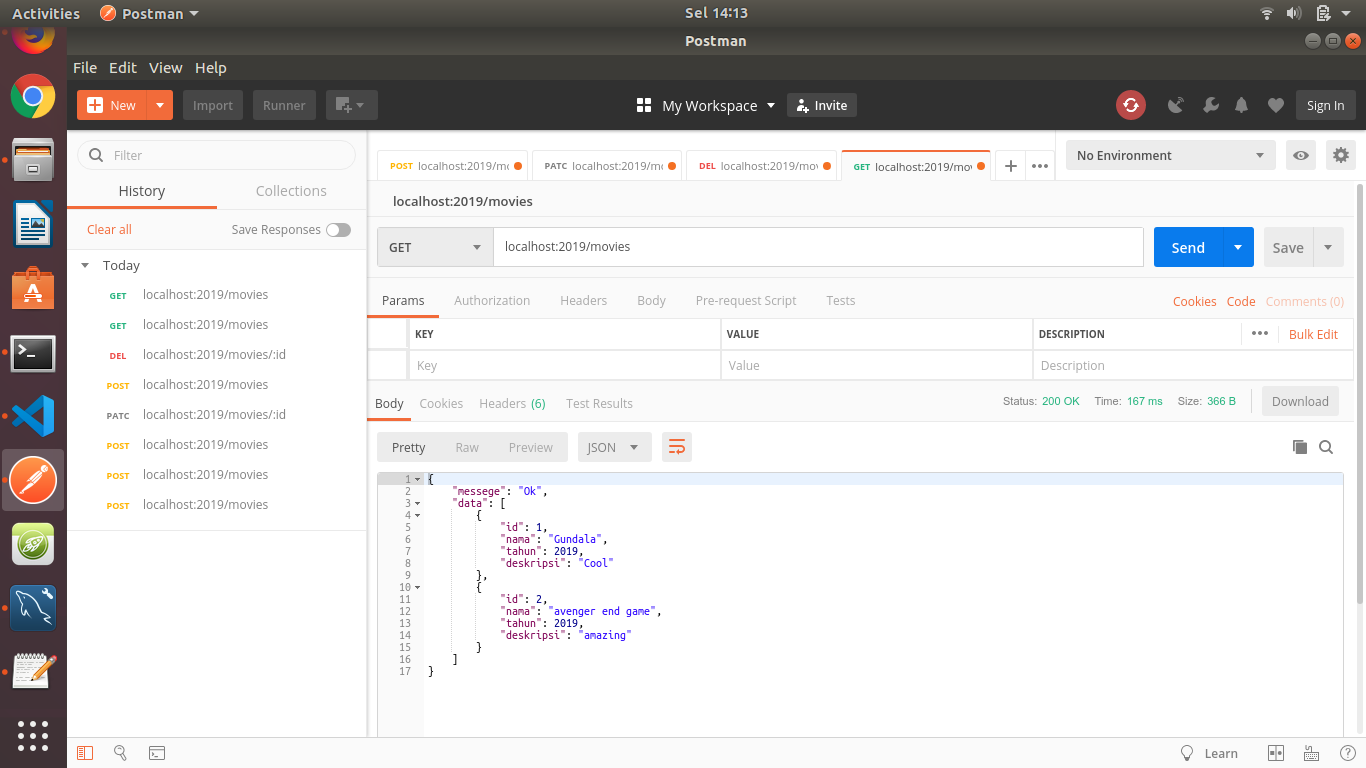 Activities Postman Sel 14:13
Postman
File Edit View Help
New Import Runner My Workspace Invite Sign In
Filter
History Collections
Clear all Save Responses
Today
GET localhost:2019/movies
GET localhost:2019/movies
DEL localhost:2019/movies/:id
POST localhost:2019/movies
PATC localhost:2019/movies/:id
POST localhost:2019/movies
POST localhost:2019/movies
POST localhost:2019/movies
POST localhost:2019/mo PATC localhost:2019/m DEL localhost:2019/mov GET localhost:2019/mov No Environment
localhost:2019/movies
GET localhost:2019/movies Send Save
Params Authorization Headers Body Pre-request Script Tests Cookies Code Comments (0)
KEY VALUE DESCRIPTION Bulk Edit
Key Value Description
Body Cookies Headers (6) Test Results Status: 200 OK Time: 167 ms Size: 366 B Download
Pretty Raw Preview JSON
1 {
2 "messege": "Ok",
3 "data": [
4 {
5 "id": 1,
6 "nama": "Gundala",
7 "tahun": 2019,
8 "deskripsi": "Cool"
9 },
10 {
11 "id": 2,
12 "nama": "avenger end game",
13 "tahun": 2019,
14 "deskripsi": "amazing"
15 }
16 ]
17 }
Learn